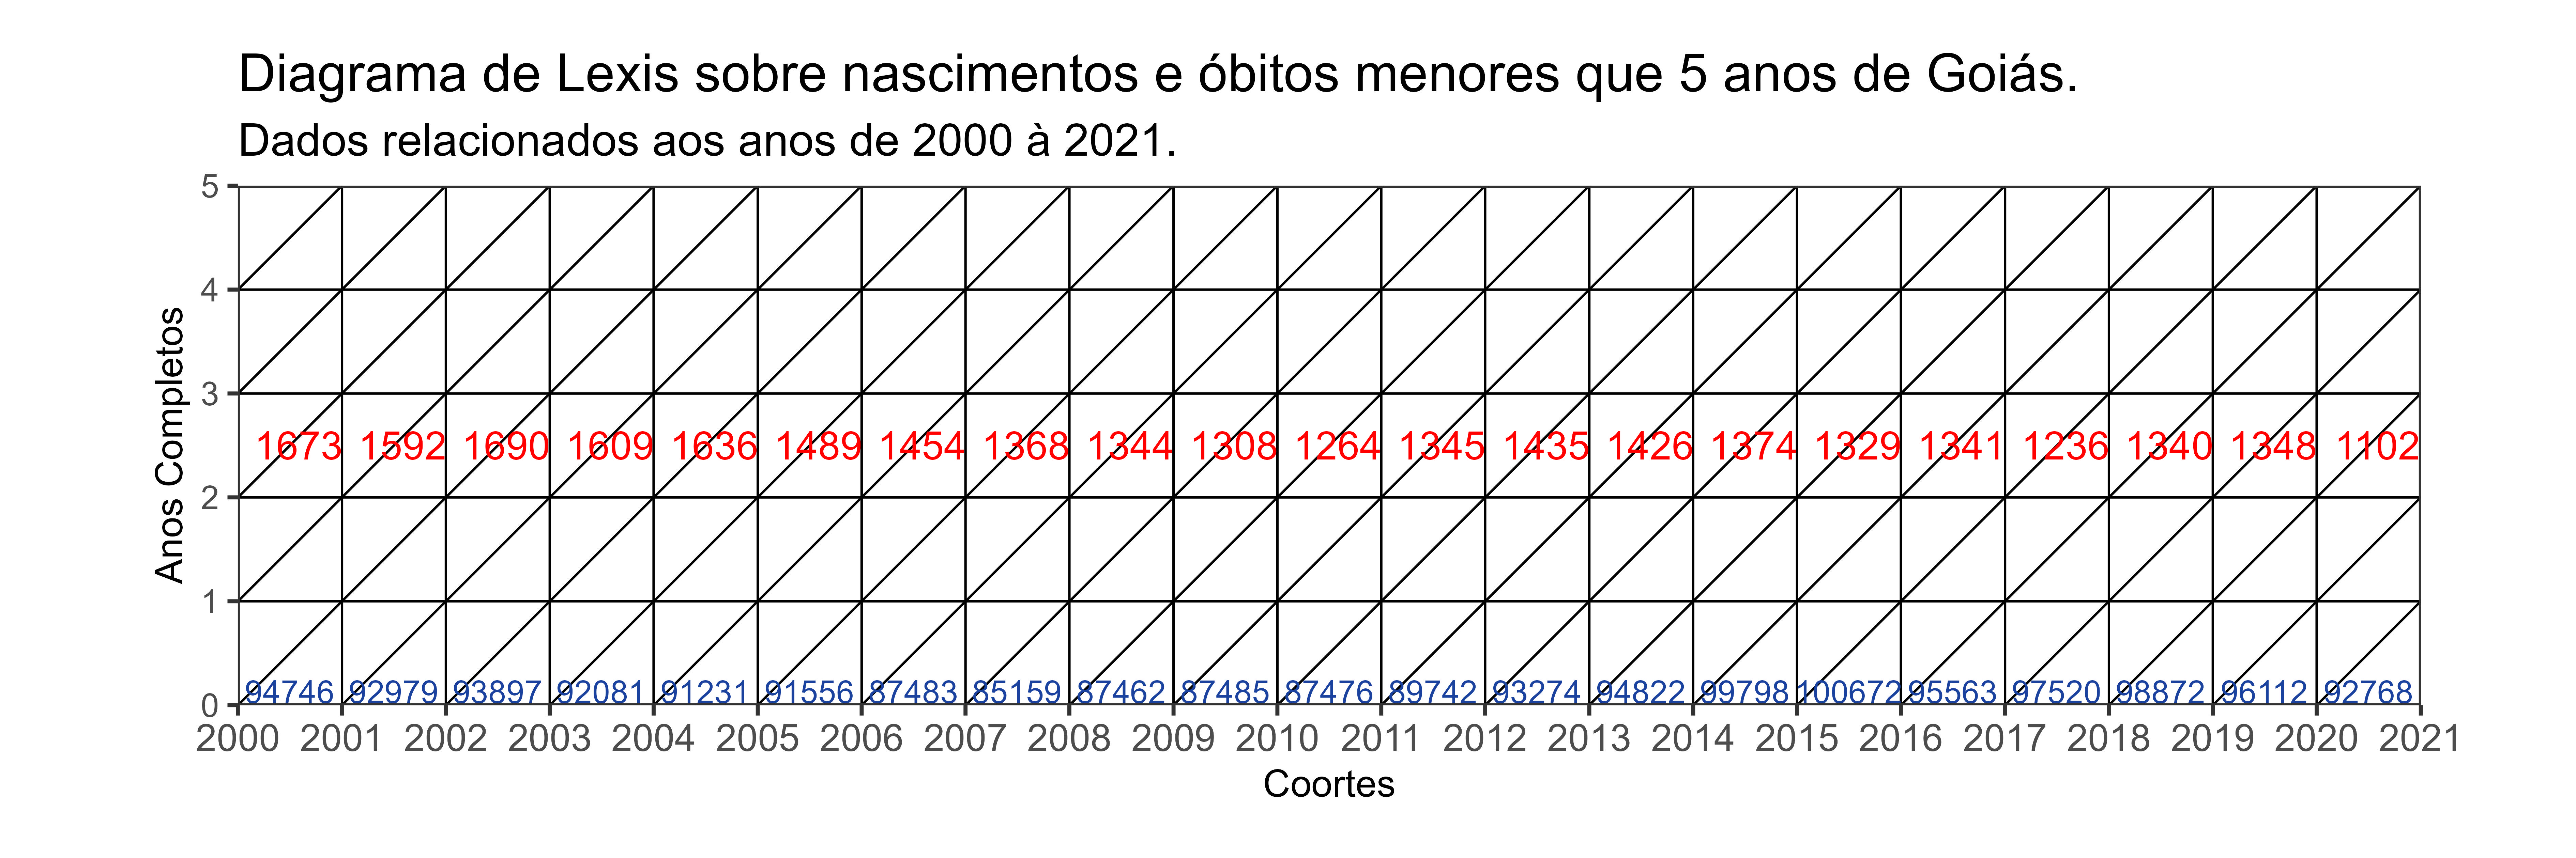 Diagrama de Lexis sobre nascimentos e óbitos menores que 5 anos de Goiás.
Dados relacionados aos anos de 2000 à 2021.
5
4
3
2
1
0
Anos Completos
1673 1592 1690 1609 1636 1489 1454 1368 1344 1308 1264 1345 1435 1426 1374 1329 1341 1236 1340 1348 1102
94746 92979 93897 92081 91231 91556 87483 85159 87462 87485 87476 89742 93274 94822 99798 100672 95563 97520 98872 96112 92768
2000 2001 2002 2003 2004 2005 2006 2007 2008 2009 2010 2011 2012 2013 2014 2015 2016 2017 2018 2019 2020 2021
Coortes